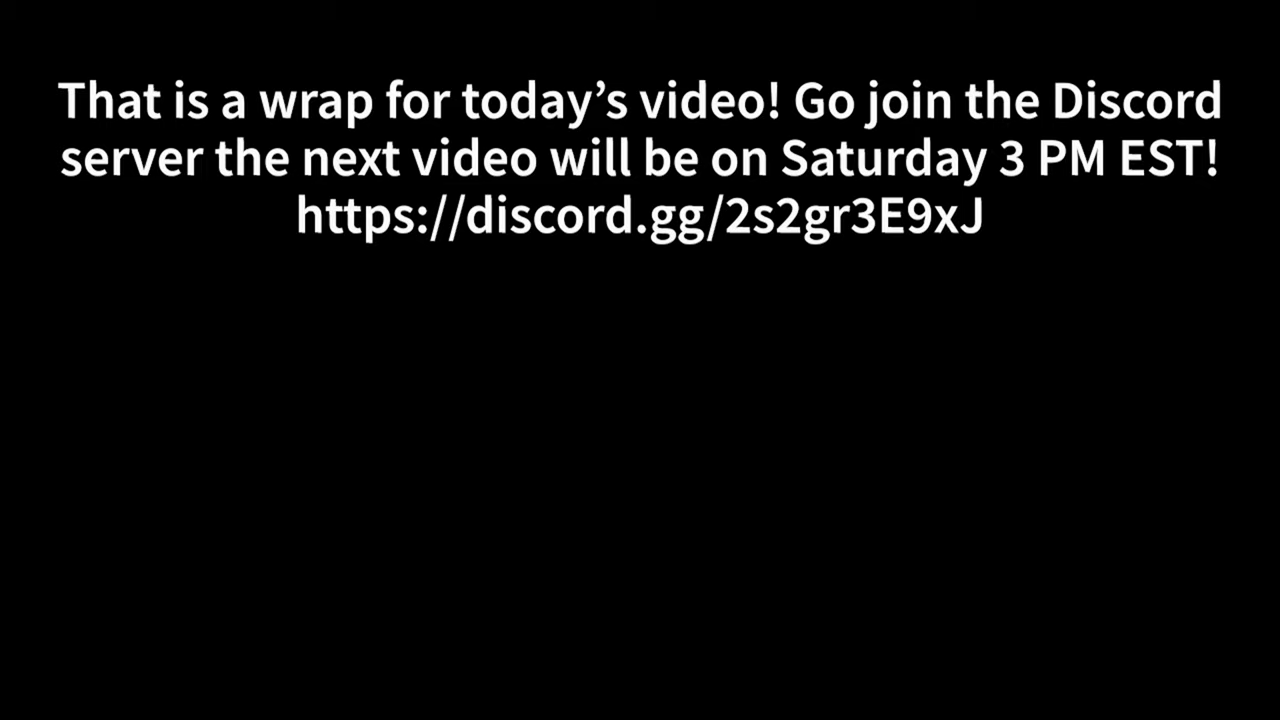 That is a wrap for today’s video! Go join the Discord
server the next video will be on Saturday 3 PM EST!
https://discord.gg/2s2gr3E9xJ